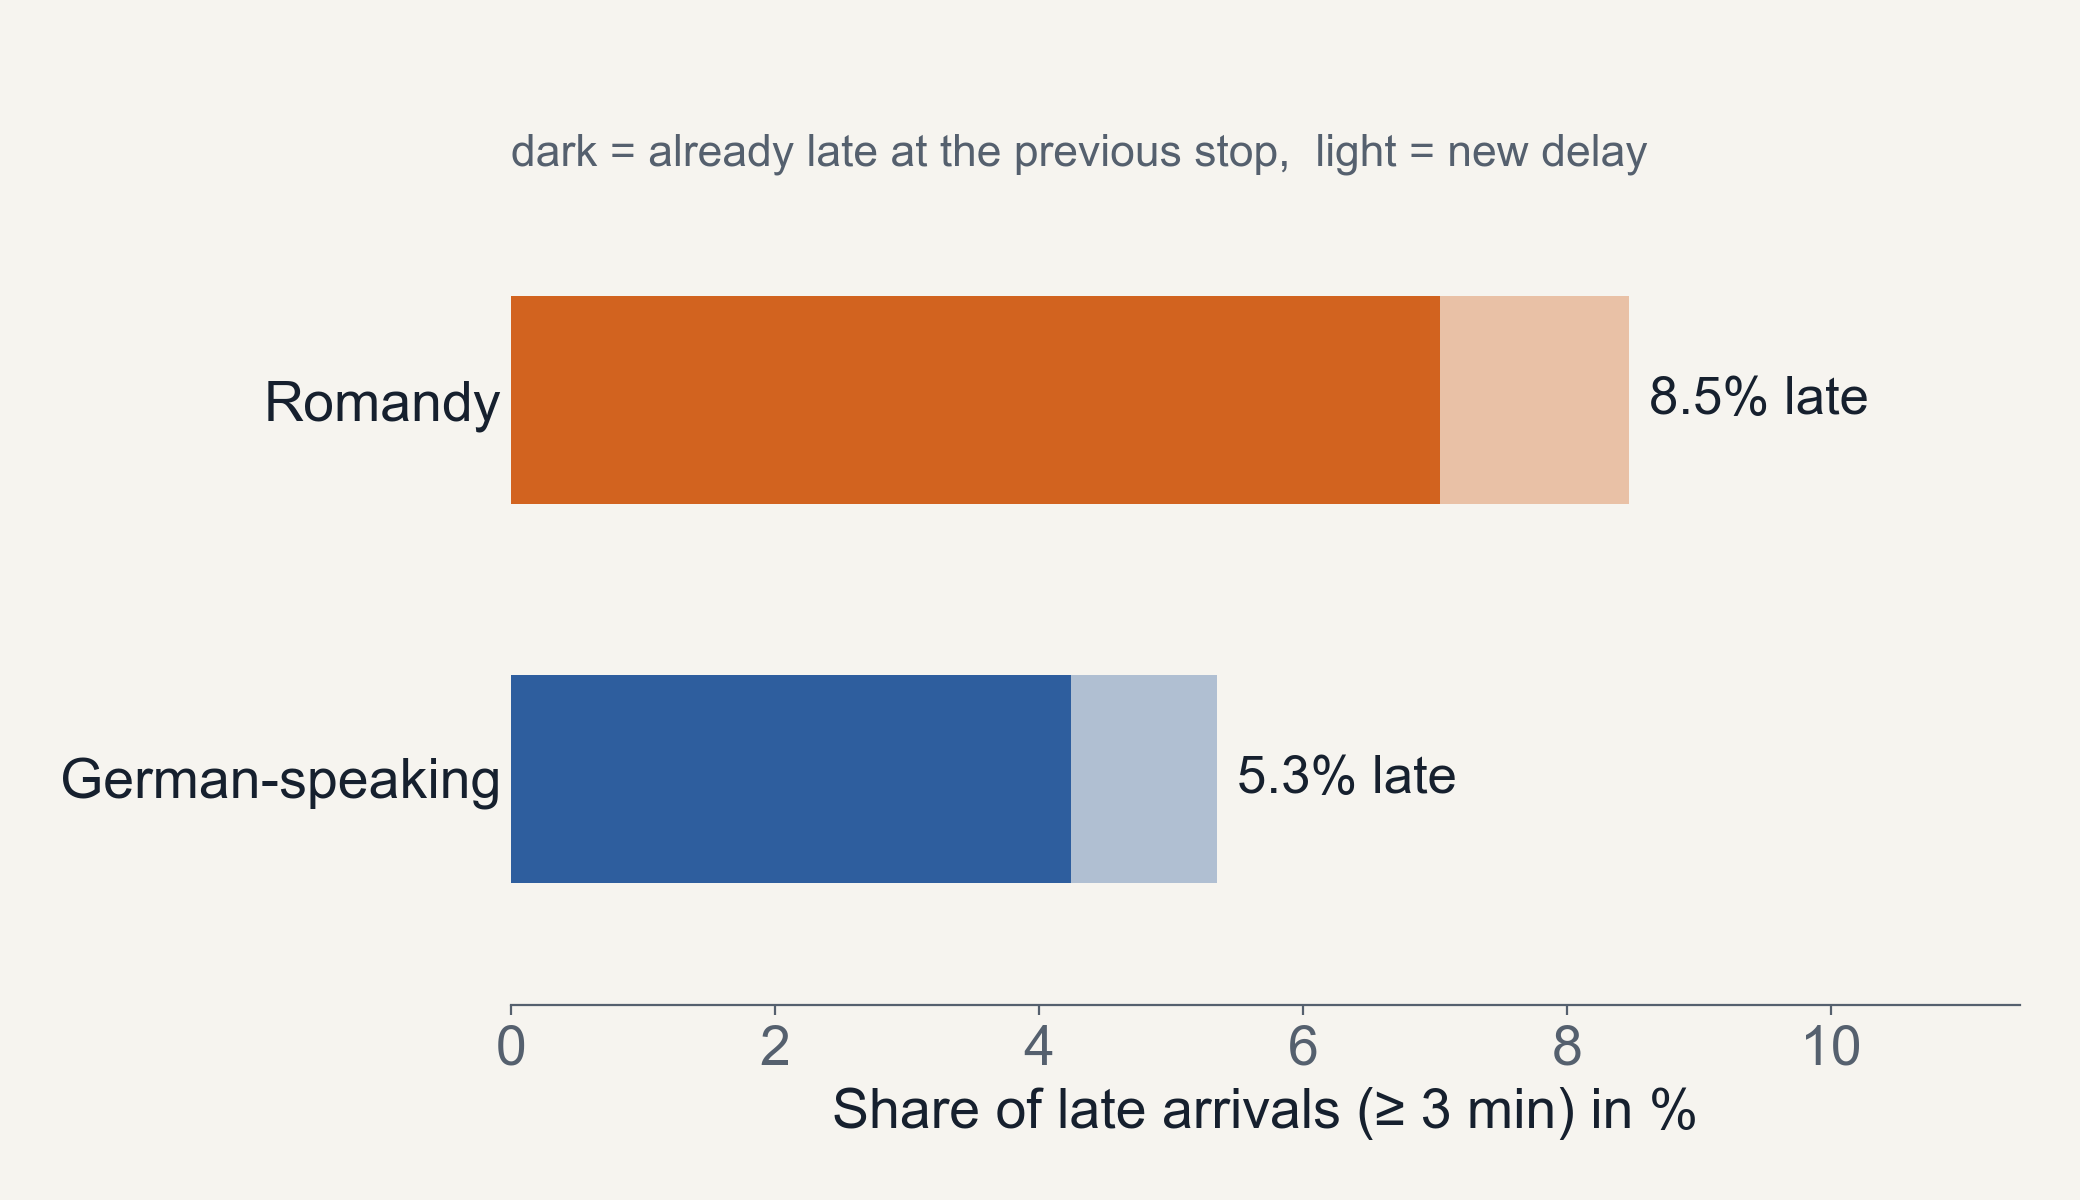 dark = already late at the previous stop, light = new delay
Romandy
8.5% late
German-speaking
5.3% late
0 2 4 6 8 10
Share of late arrivals (≥ 3 min) in %